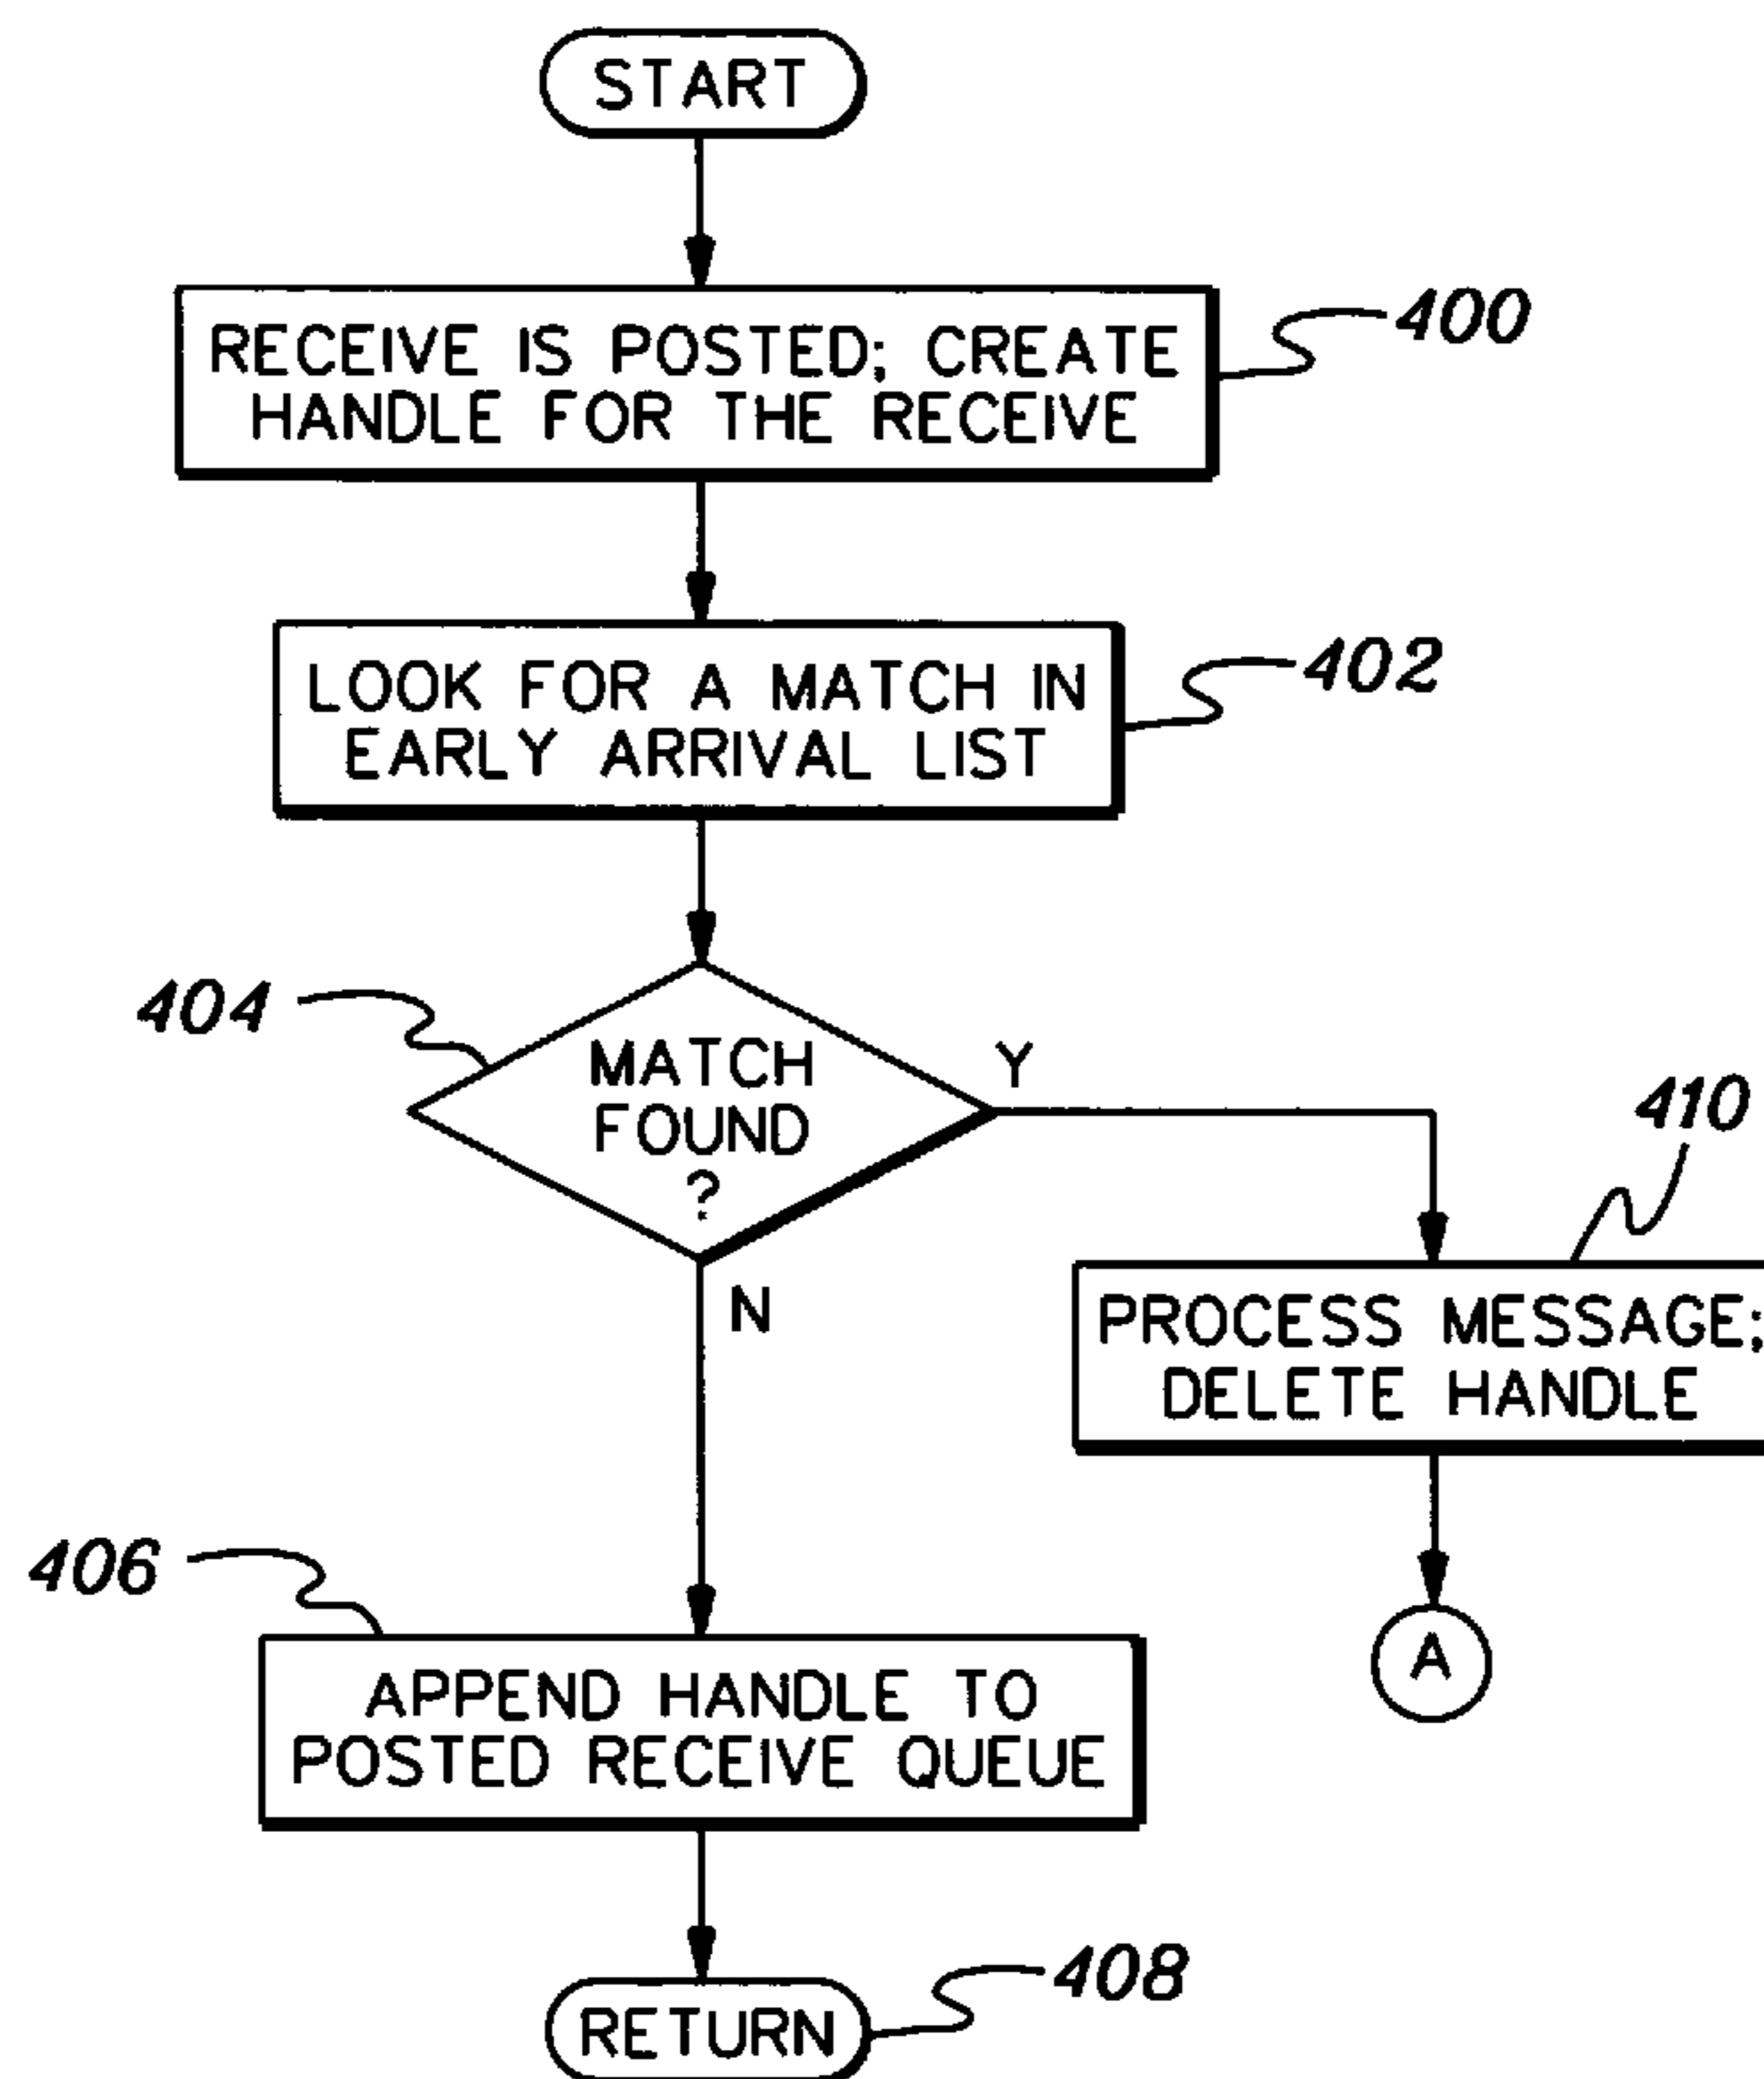 START
RECEIVE IS POSTED; CREATE
HANDLE FOR THE RECEIVE
400
LOOK FOR A MATCH IN
EARLY ARRIVAL LIST
402
404
MATCH
FOUND
?
Y
N
410
PROCESS MESSAGE;
DELETE HANDLE
A
406
APPEND HANDLE TO
POSTED RECEIVE QUEUE
RETURN
408